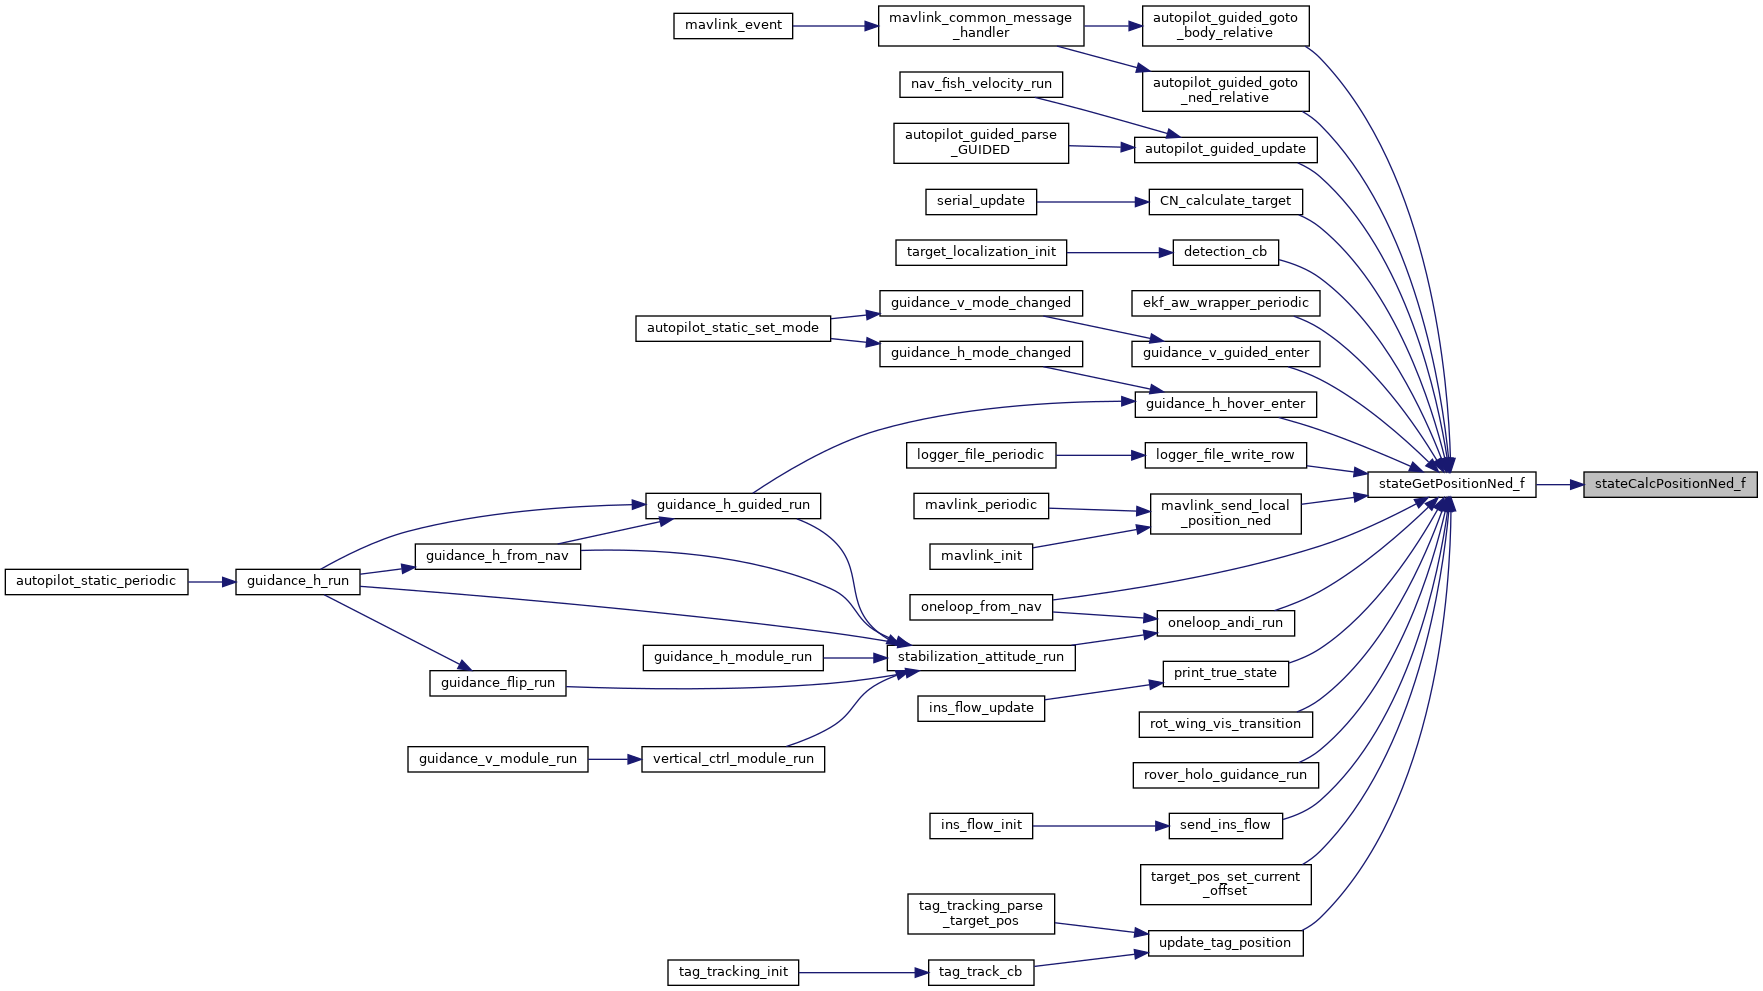 mavlink_event
mavlink_common_message
_handler
autopilot_guided_goto
_body_relative
nav_fish_velocity_run
autopilot_guided_goto
_ned_relative
autopilot_guided_parse
_GUIDED
autopilot_guided_update
serial_update
CN_calculate_target
target_localization_init
detection_cb
guidance_v_mode_changed
ekf_aw_wrapper_periodic
autopilot_static_set_mode
guidance_h_mode_changed
guidance_v_guided_enter
guidance_h_hover_enter
logger_file_periodic
logger_file_write_row
stateGetPositionNed_f
stateCalcPositionNed_f
guidance_h_guided_run
mavlink_periodic
mavlink_send_local
_position_ned
guidance_h_from_nav
mavlink_init
autopilot_static_periodic
guidance_h_run
oneloop_from_nav
oneloop_andi_run
guidance_h_module_run
stabilization_attitude_run
print_true_state
guidance_flip_run
ins_flow_update
rot_wing_vis_transition
guidance_v_module_run
vertical_ctrl_module_run
rover_holo_guidance_run
ins_flow_init
send_ins_flow
target_pos_set_current
_offset
tag_tracking_parse
_target_pos
update_tag_position
tag_tracking_init
tag_track_cb